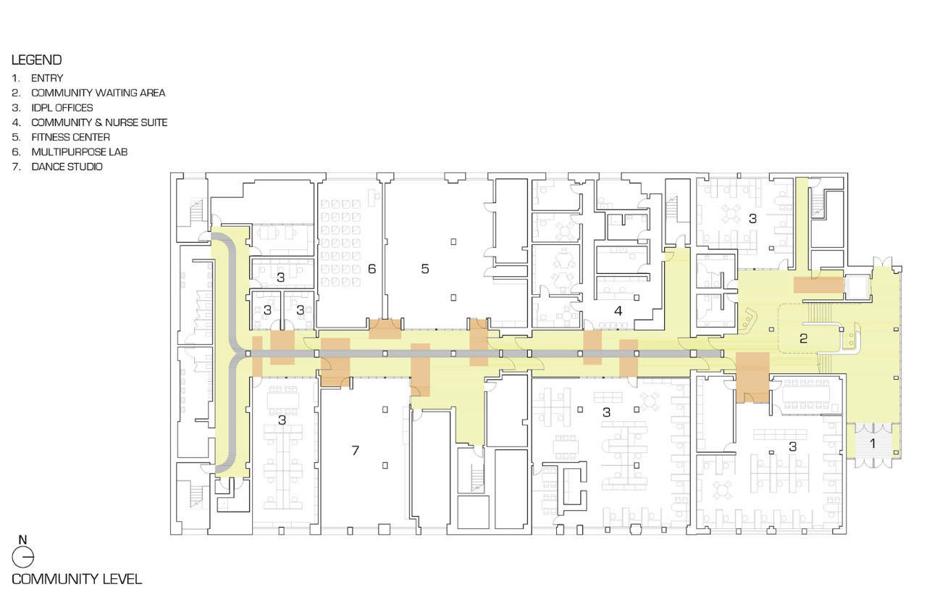 LEGEND
1. ENTRY
2. COMMUNITY WAITING AREA
3. IDPL OFFICES
4. COMMUNITY & NURSE SUITE
5. FITNESS CENTER
6. MULTIPURPOSE LAB
7. DANCE STUDIO
3
3
6
5
3
3
4
2
3
3
7
3
1
N
COMMUNITY LEVEL